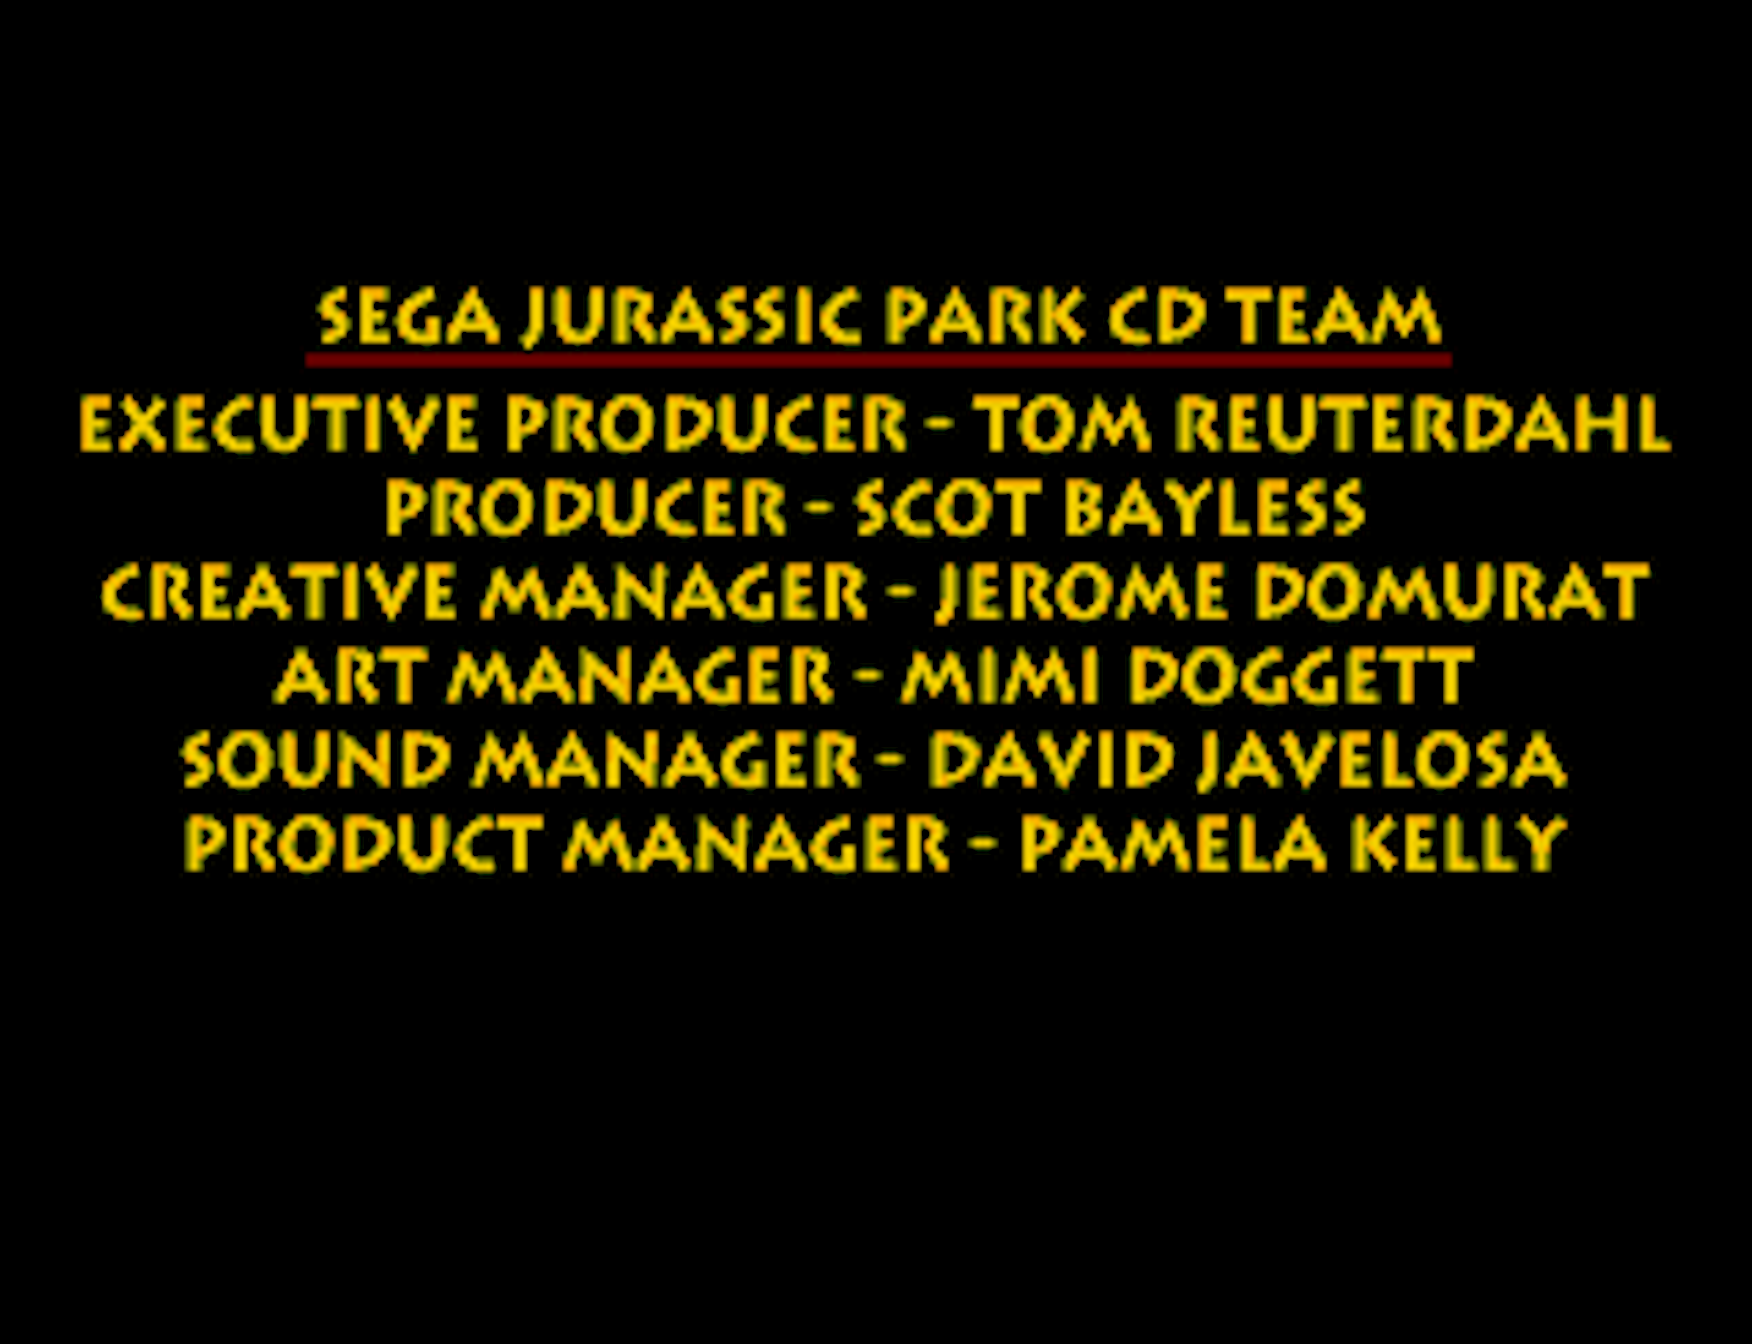 SEGA JURASSIC PARK CD TEAM
EXECUTIVE PRODUCER - TOM REUTERDAHL
PRODUCER - SCOT BAYLESS
CREATIVE MANAGER - JEROME DOMURAT
ART MANAGER - MIMI DOGGETT
SOUND MANAGER - DAVID JAVELOSA
PRODUCT MANAGER - PAMELA KELLY